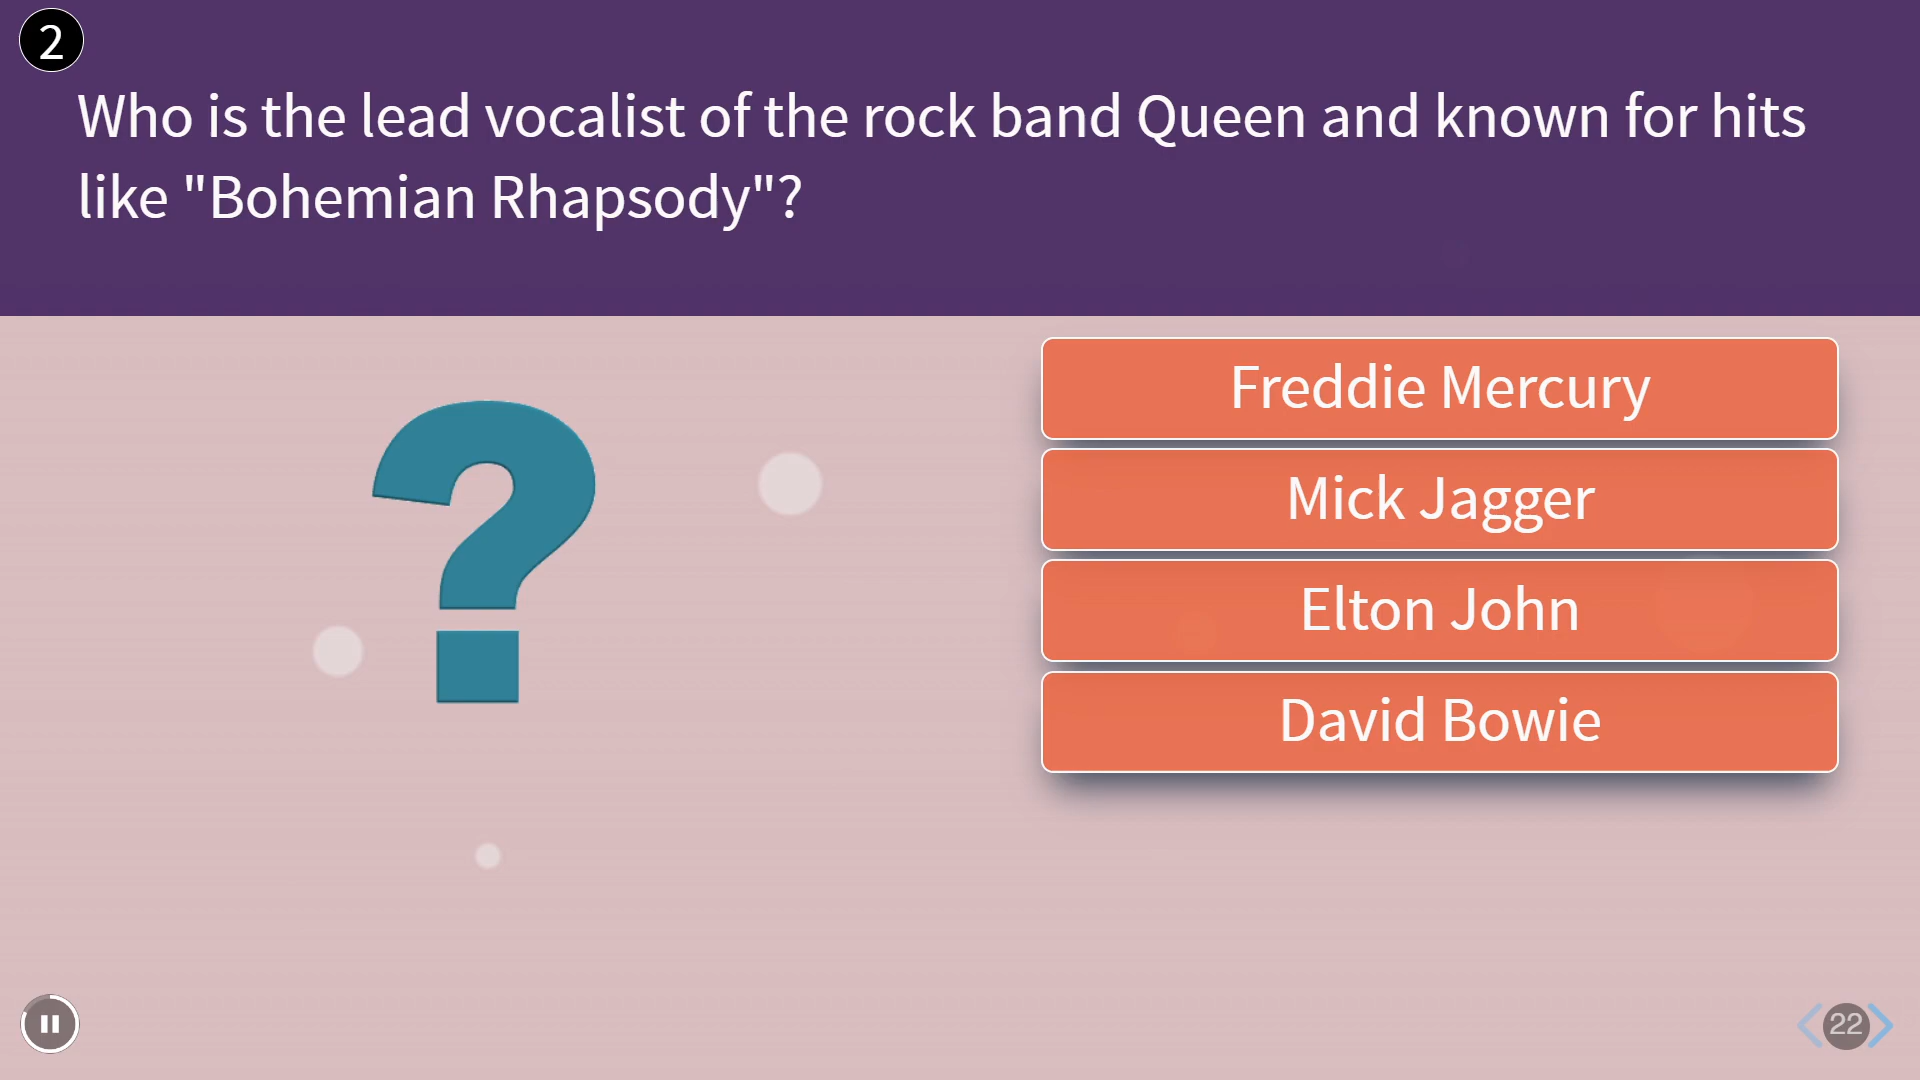 2
Who is the lead vocalist of the rock band Queen and known for hits
like "Bohemian Rhapsody"?
?
Freddie Mercury
Mick Jagger
Elton John
David Bowie
22